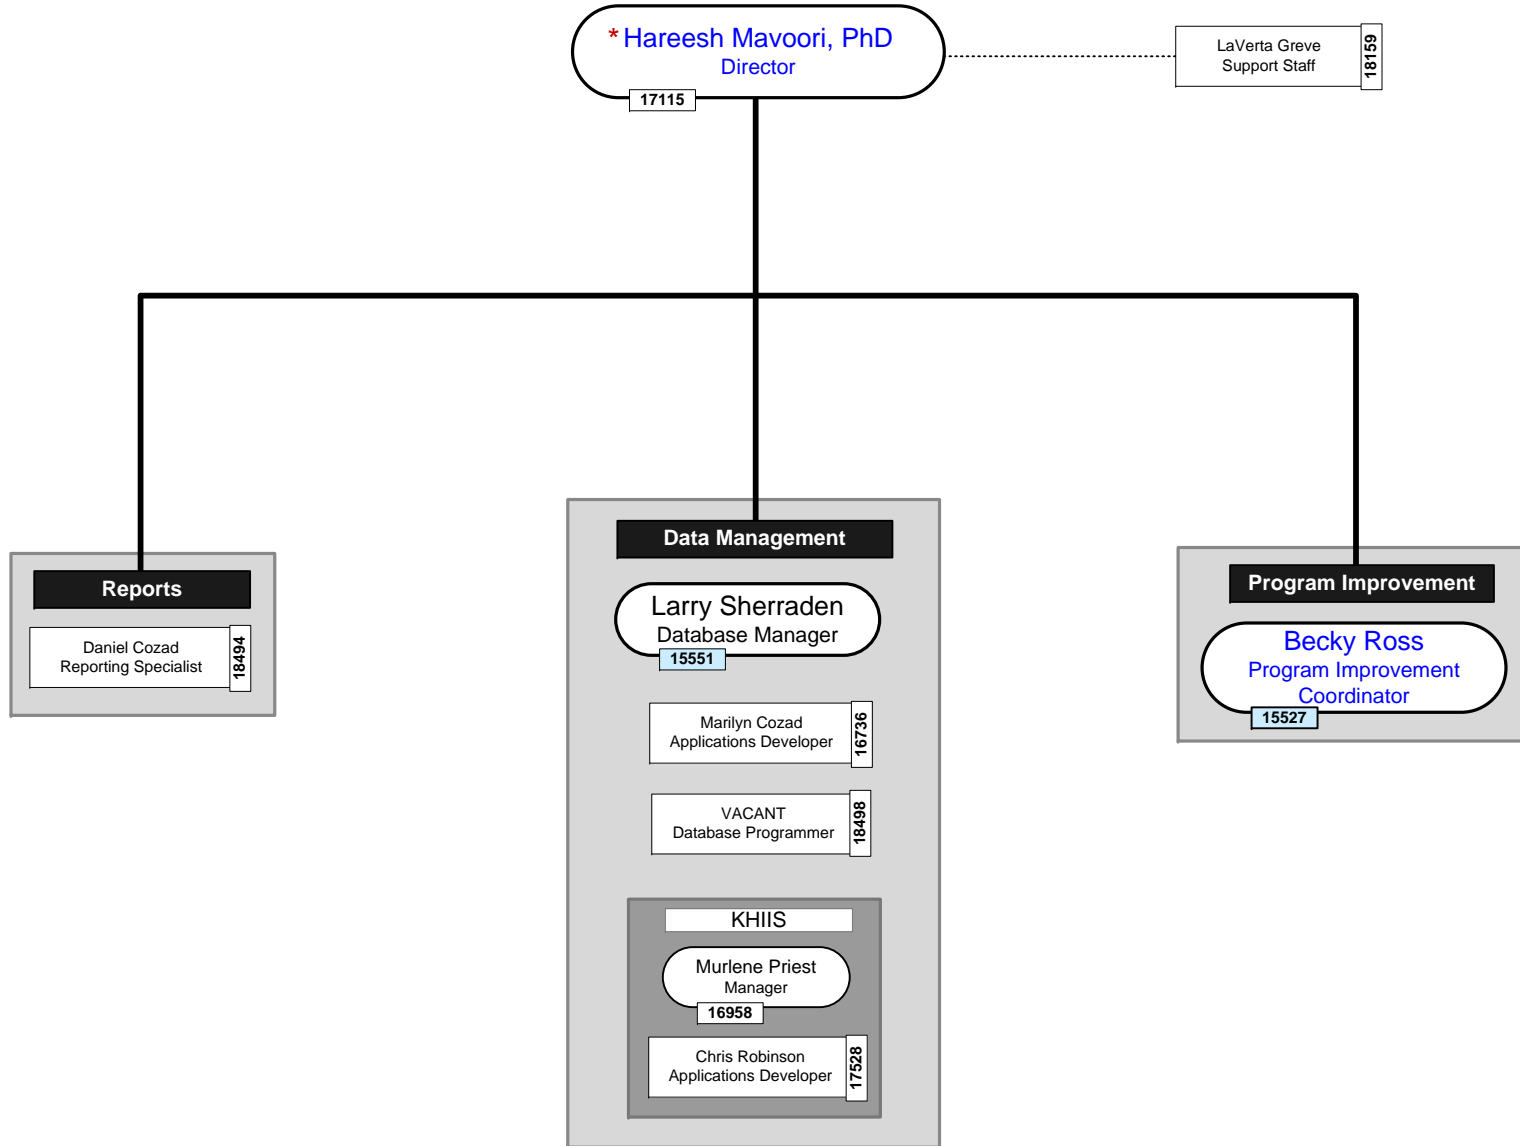 * Hareesh Mavoori, PhD
Director
17115
LaVerta Greve
Support Staff
18159
Reports
Daniel Cozad
Reporting Specialist
18494
Data Management
Larry Sherraden
Database Manager
15551
Marilyn Cozad
Applications Developer
16736
VACANT
Database Programmer
18498
KHIIS
Murlene Priest
Manager
16958
Chris Robinson
Applications Developer
17528
Program Improvement
Becky Ross
Program Improvement
Coordinator
15527